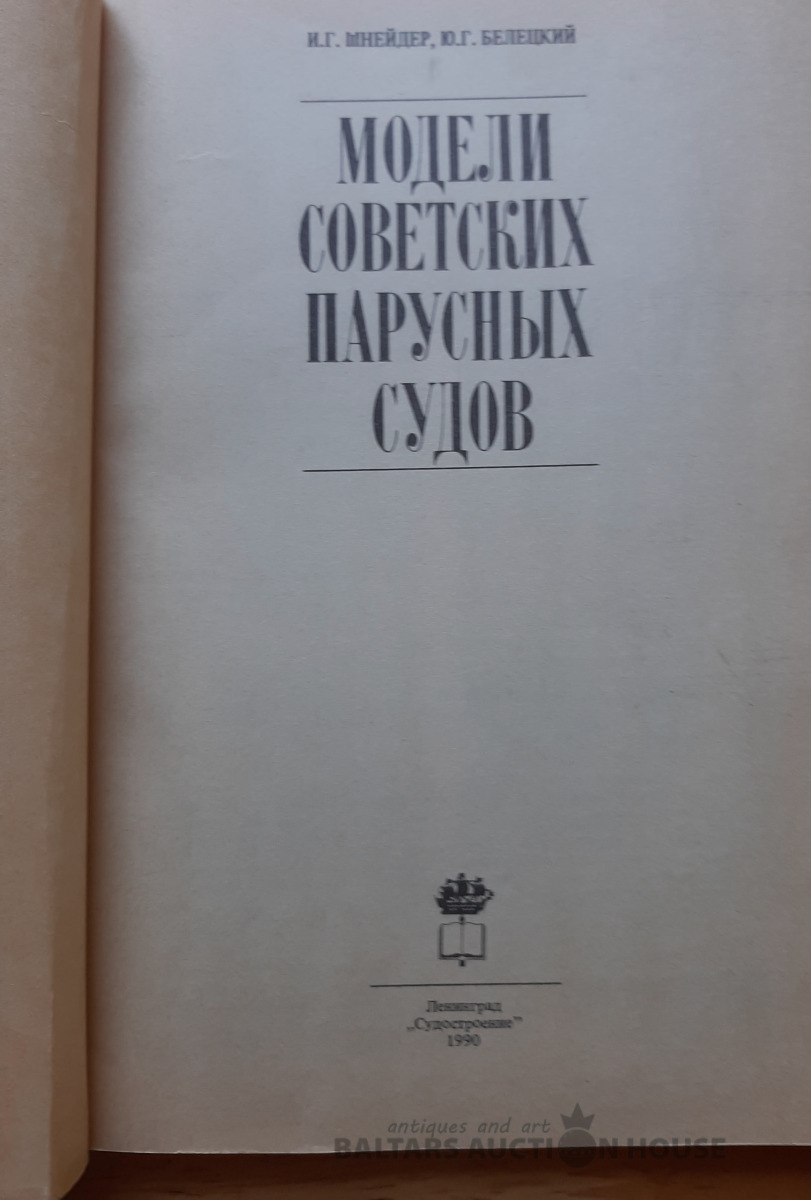 И.Г. ШНЕЙДЕР, Ю.Г. БЕЛЕЦКИЙ
МОДЕЛИ
СОВЕТСКИХ
ПАРУСНЫХ
СУДОВ
Ленинград
„Судостроение”
1990
antiques and art
BALTARS AUCTION HOUSE